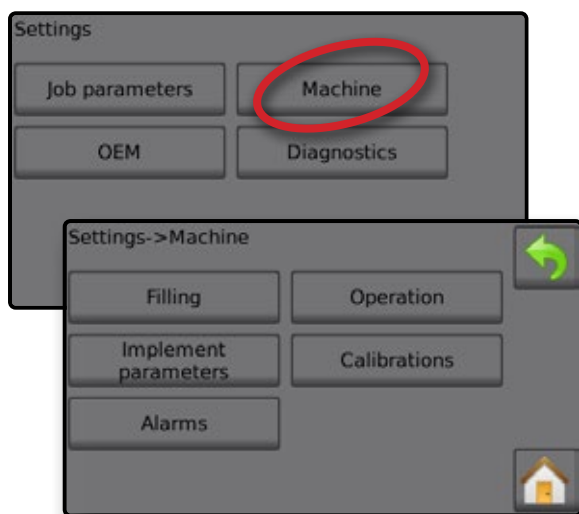 Settings
Job parameters
Machine
OEM
Diagnostics
Settings->Machine
Filling
Operation
Implement
parameters
Calibrations
Alarms